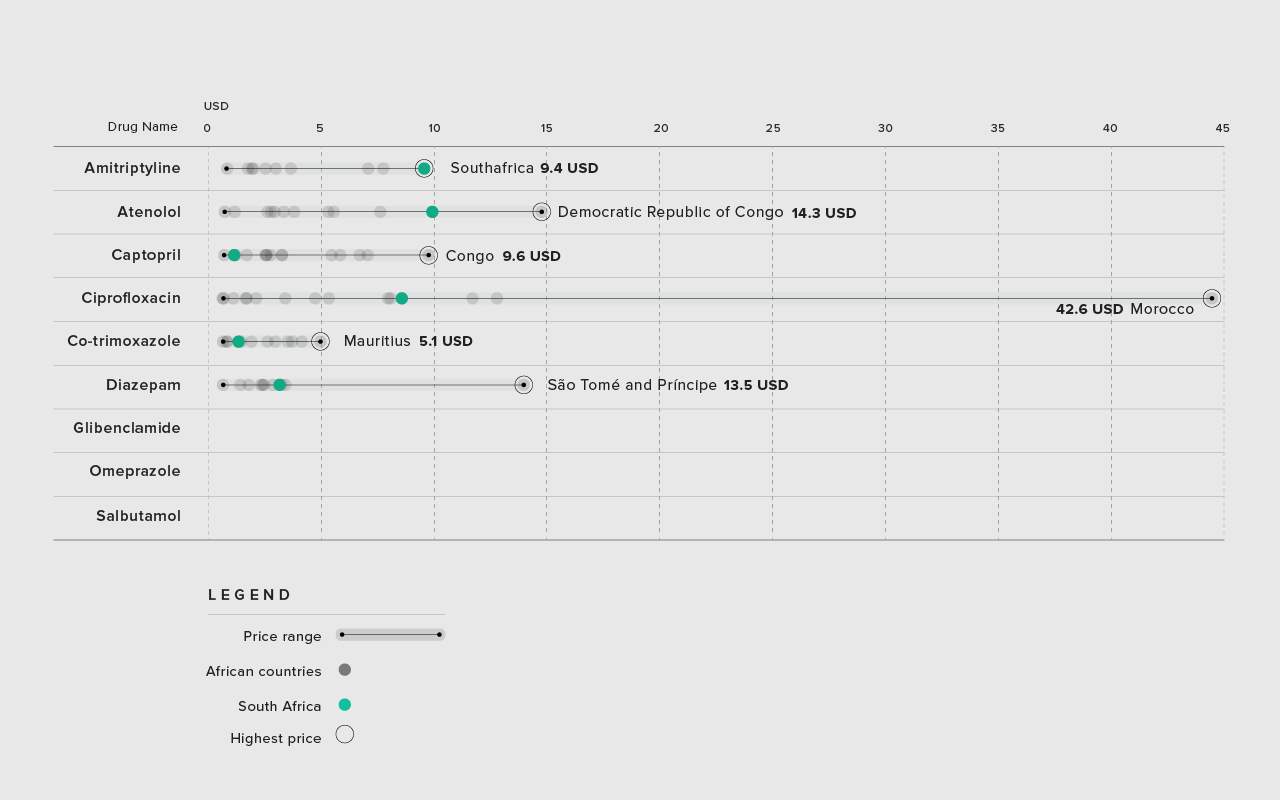 USD
Drug Name 0 5 10 15 20 25 30 35 40 45
Amitriptyline Southafrica 9.4 USD
Atenolol Democratic Republic of Congo 14.3 USD
Captopril Congo 9.6 USD
Ciprofloxacin 42.6 USD Morocco
Co-trimoxazole Mauritius 5.1 USD
Diazepam São Tomé and Príncipe 13.5 USD
Glibenclamide
Omeprazole
Salbutamol
LEGEND
Price range
African countries
South Africa
Highest price